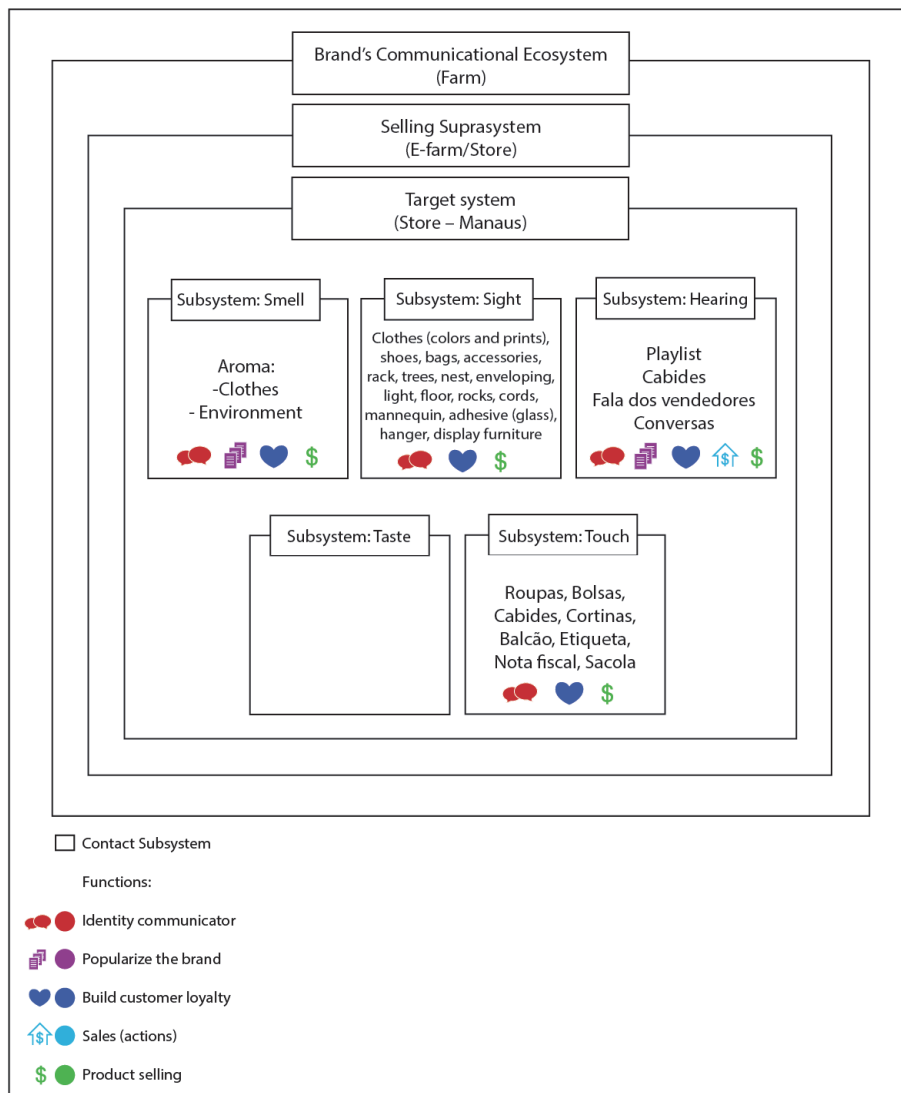 Brand's Communicational Ecosystem
(Farm)
Selling Suprasystem
(E-farm/Store)
Target system
(Store – Manaus)
Subsystem: Smell
Aroma:
-Clothes
- Environment
Subsystem: Sight
Clothes (colors and prints),
shoes, bags, accessories,
rack, trees, nest, enveloping,
light, floor, rocks, cords,
mannequin, adhesive (glass),
hanger, display furniture
Subsystem: Hearing
Playlist
Cabides
Fala dos vendedores
Conversas
Subsystem: Taste
Subsystem: Touch
Roupas, Bolsas,
Cabides, Cortinas,
Balcão, Etiqueta,
Nota fiscal, Sacola
Contact Subsystem
Functions:
Identity communicator
Popularize the brand
Build customer loyalty
Sales (actions)
Product selling